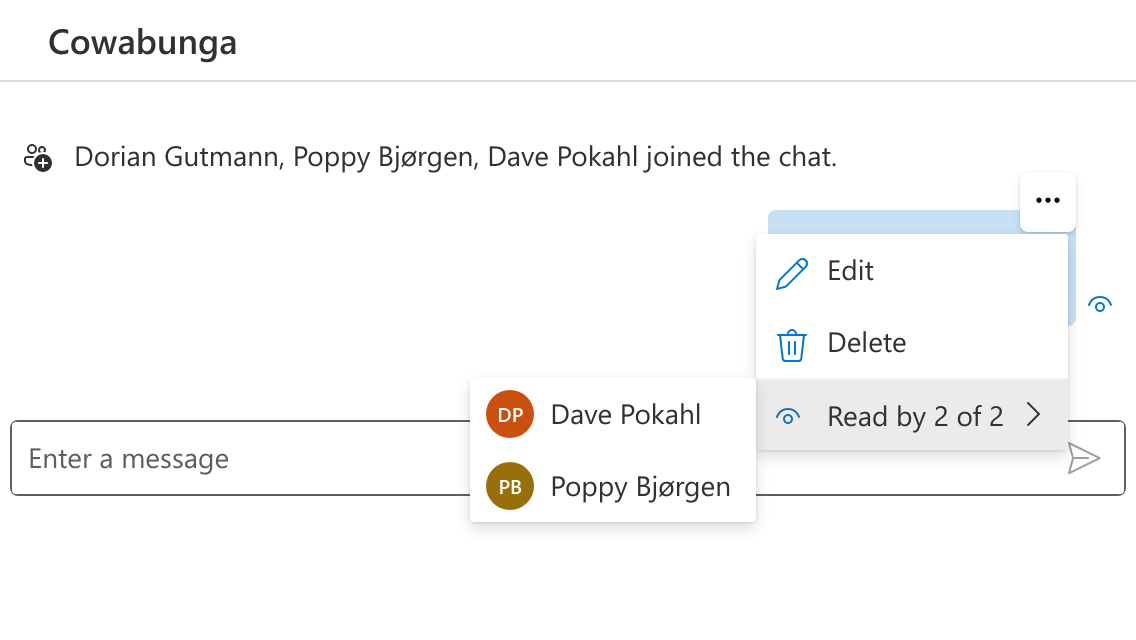 Cowabunga
Dorian Gutmann, Poppy Bjørgen, Dave Pokahl joined the chat.
Edit
Delete
Read by 2 of 2
DP Dave Pokahl
PB Poppy Bjørgen
Enter a message